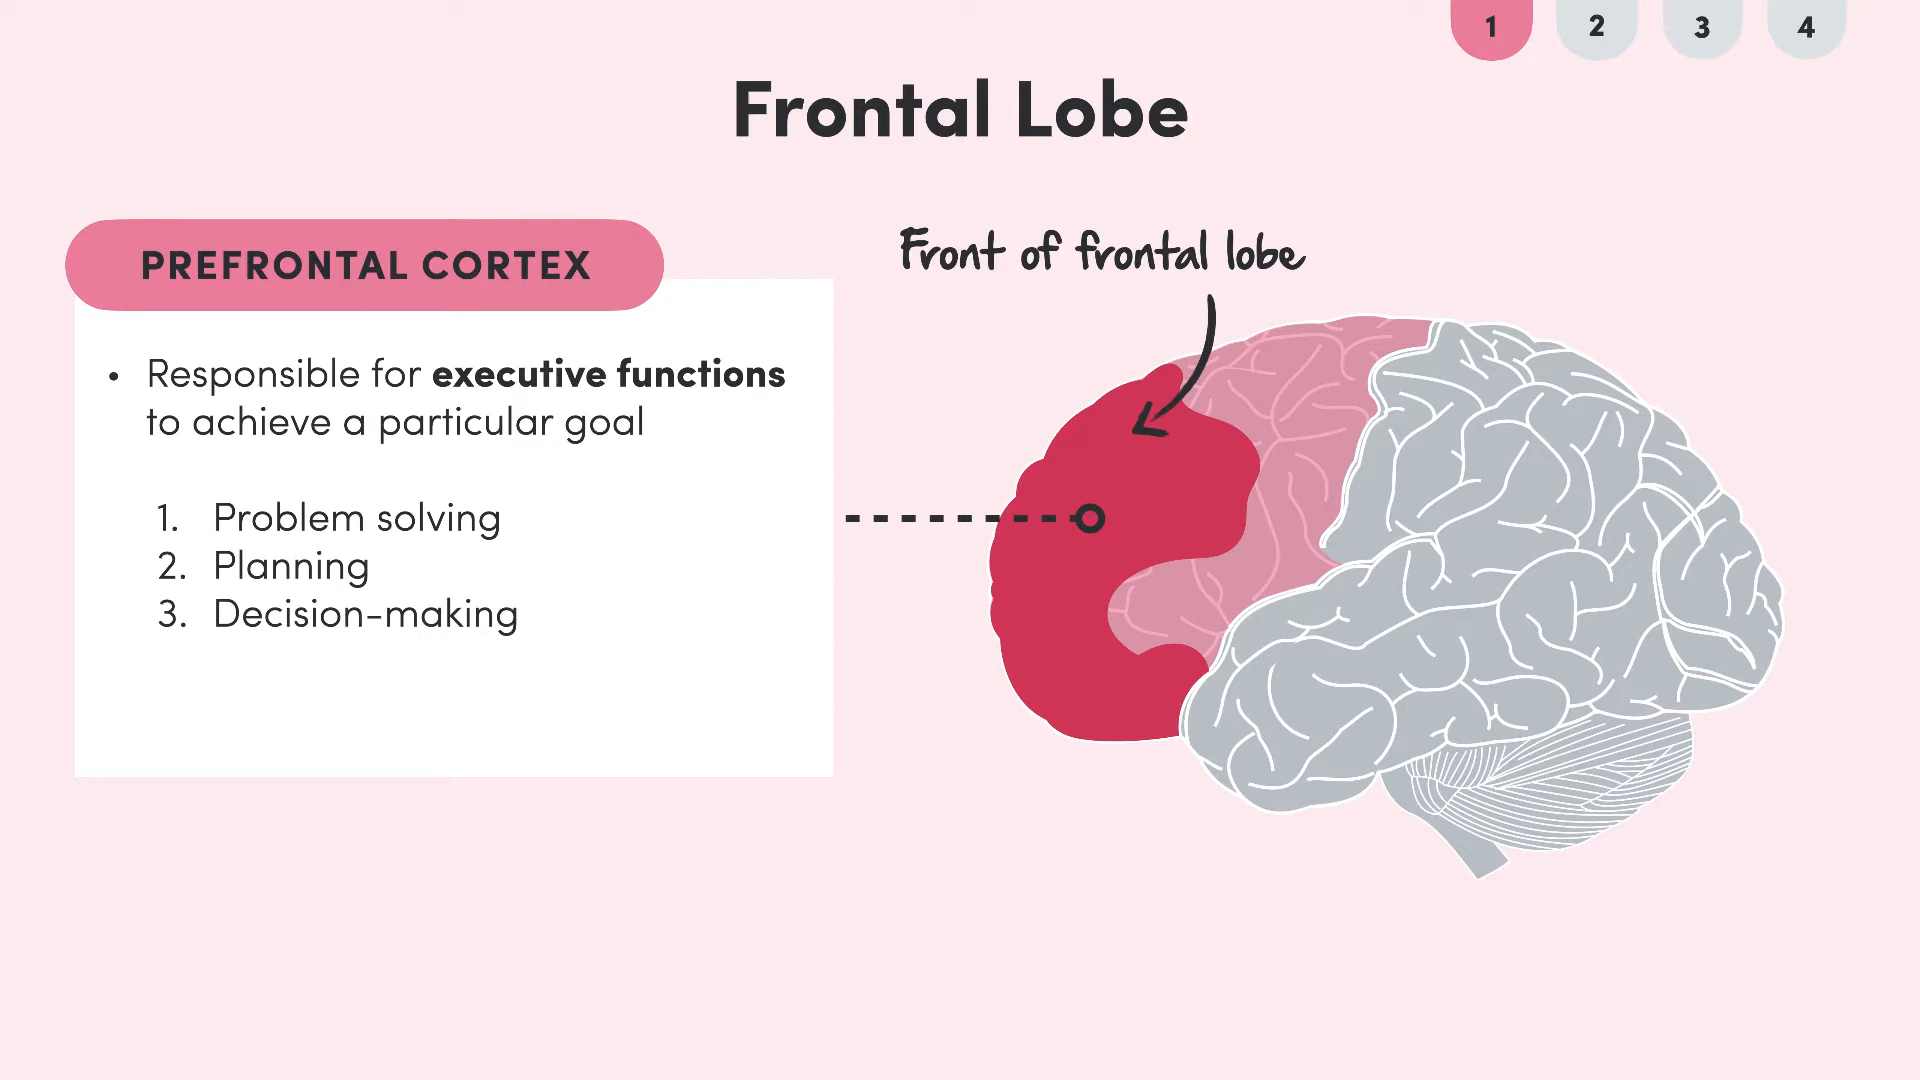 1 2 3 4
Frontal Lobe
PREFRONTAL CORTEX
Front of frontal lobe
• Responsible for executive functions
to achieve a particular goal
1. Problem solving
2. Planning
3. Decision-making